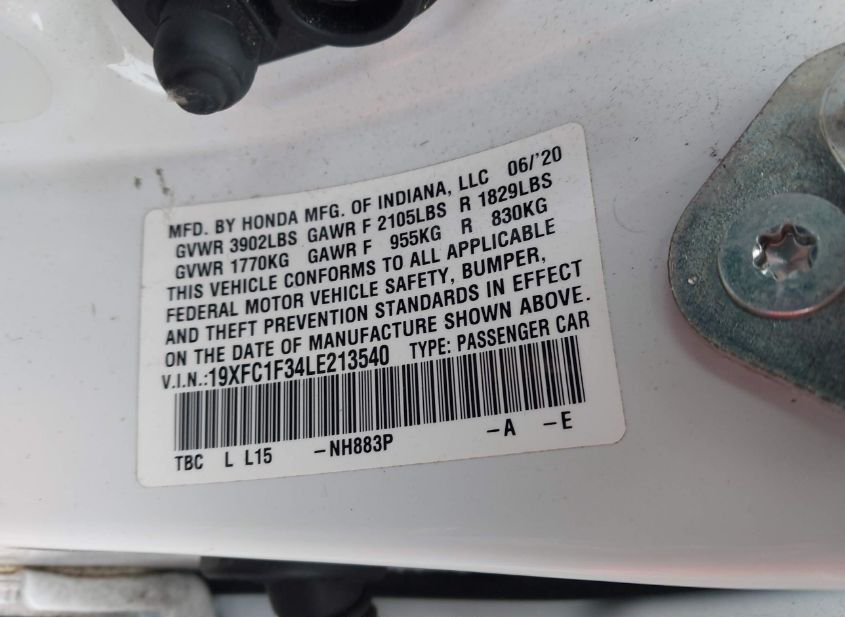 MFD. BY HONDA MFG. OF INDIANA, LLC 06/'20
GVWR 3902LBS GAWR F 2105LBS R 1829LBS
GVWR 1770KG GAWR F 955KG R 830KG
THIS VEHICLE CONFORMS TO ALL APPLICABLE
FEDERAL MOTOR VEHICLE SAFETY, BUMPER,
AND THEFT PREVENTION STANDARDS IN EFFECT
ON THE DATE OF MANUFACTURE SHOWN ABOVE.
V.I.N.:19XFC1F34LE213540 TYPE: PASSENGER CAR
TBC L L15 -NH883P -A -E